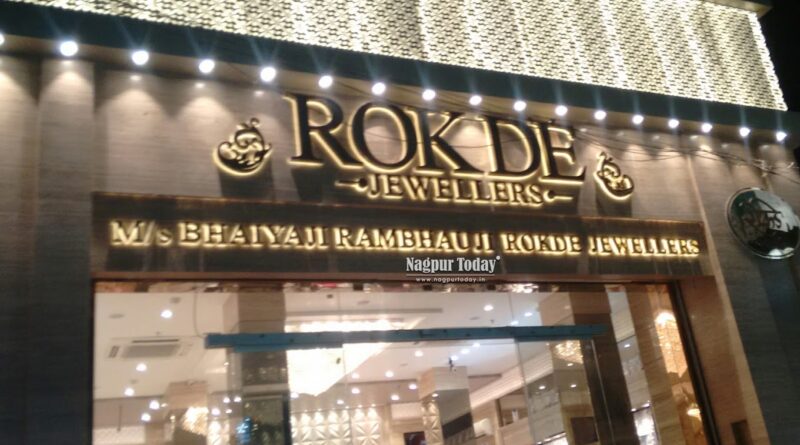 ROKDE
JEWELLERS
M/s BHAIYAJI RAMBHAUJI ROKDE JEWELLERS
Nagpur Today
www.nagpurtoday.in